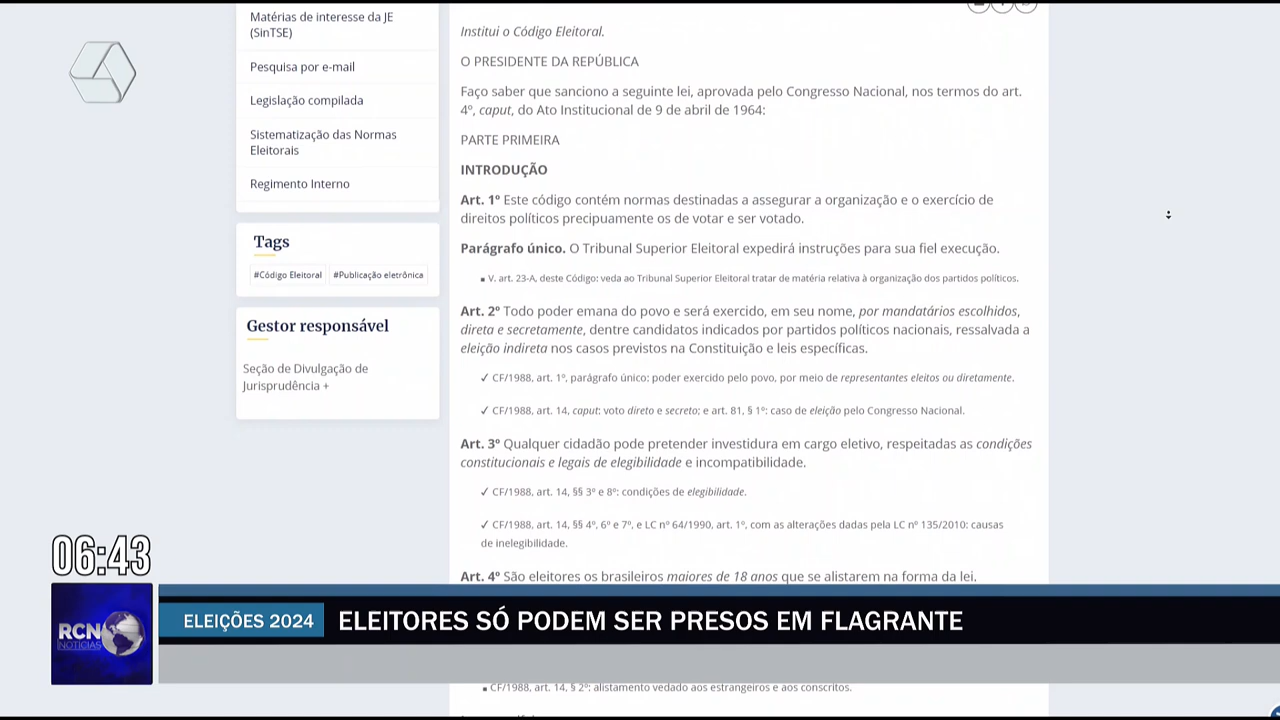 Matérias de interesse da JE
(SinTSE)
Pesquisa por e-mail
Legislação compilada
Sistematização das Normas
Eleitorais
Regimento Interno
Tags
#Código Eleitoral #Publicação eletrônica
Gestor responsável
Seção de Divulgação de
Jurisprudência +
Institui o Código Eleitoral.
O PRESIDENTE DA REPÚBLICA
Faço saber que sanciono a seguinte lei, aprovada pelo Congresso Nacional, nos termos do art.
4º, caput, do Ato Institucional de 9 de abril de 1964:
PARTE PRIMEIRA
INTRODUÇÃO
Art. 1º Este código contém normas destinadas a assegurar a organização e o exercício de
direitos políticos precipuamente os de votar e ser votado.
Parágrafo único. O Tribunal Superior Eleitoral expedirá instruções para sua fiel execução.
▪ V. art. 23-A, deste Código: veda ao Tribunal Superior Eleitoral tratar de matéria relativa à organização dos partidos políticos.
Art. 2º Todo poder emana do povo e será exercido, em seu nome, por mandatários escolhidos,
direta e secretamente, dentre candidatos indicados por partidos políticos nacionais, ressalvada a
eleição indireta nos casos previstos na Constituição e leis específicas.
✓ CF/1988, art. 1º, parágrafo único: poder exercido pelo povo, por meio de representantes eleitos ou diretamente.
✓ CF/1988, art. 14, caput: voto direto e secreto; e art. 81, § 1º: caso de eleição pelo Congresso Nacional.
Art. 3º Qualquer cidadão pode pretender investidura em cargo eletivo, respeitadas as condições
constitucionais e legais de elegibilidade e incompatibilidade.
✓ CF/1988, art. 14, §§ 3º e 8º: condições de elegibilidade.
✓ CF/1988, art. 14, §§ 4º, 6º e 7º, e LC nº 64/1990, art. 1º, com as alterações dadas pela LC nº 135/2010: causas
de inelegibilidade.
Art. 4º São eleitores os brasileiros maiores de 18 anos que se alistarem na forma da lei.
06:43
RCN
NOTÍCIAS
ELEIÇÕES 2024
ELEITORES SÓ PODEM SER PRESOS EM FLAGRANTE
▪ CF/1988, art. 14, § 2º: alistamento vedado aos estrangeiros e aos conscritos.